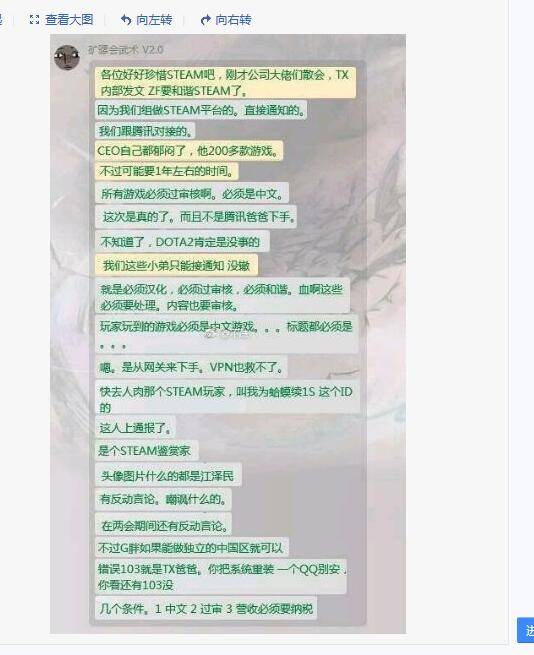 查看大图
向左转
向右转
矿骡会武术 V2.0
各位好好珍惜STEAM吧，刚才公司大佬们散会，TX
内部发文 ZF要和谐STEAM了。
因为我们组做STEAM平台的。直接通知的。
我们跟腾讯对接的。
CEO自己都郁闷了，他200多款游戏。
不过可能要1年左右的时间。
所有游戏必须过审核啊。必须是中文。
这次是真的了。而且不是腾讯爸爸下手。
不知道了，DOTA2肯定是没事的
我们这些小弟只能接通知 没辙
就是必须汉化，必须过审核，必须和谐。血啊这些
必须要处理。内容也要审核。
玩家玩到的游戏必须是中文游戏。。。标题都必须是
。。。
嗯。是从网关来下手。VPN也救不了。
快去人肉那个STEAM玩家，叫我为蛤蟆续1S 这个ID
的
这人上通报了。
是个STEAM鉴赏家
头像图片什么的都是江泽民
有反动言论。嘲讽什么的。
在两会期间还有反动言论。
不过G胖如果能做独立的中国区就可以
错误103就是TX爸爸。你把系统重装 一个QQ别安，
你看还有103没
几个条件。1 中文 2 过审 3 营收必须要纳税